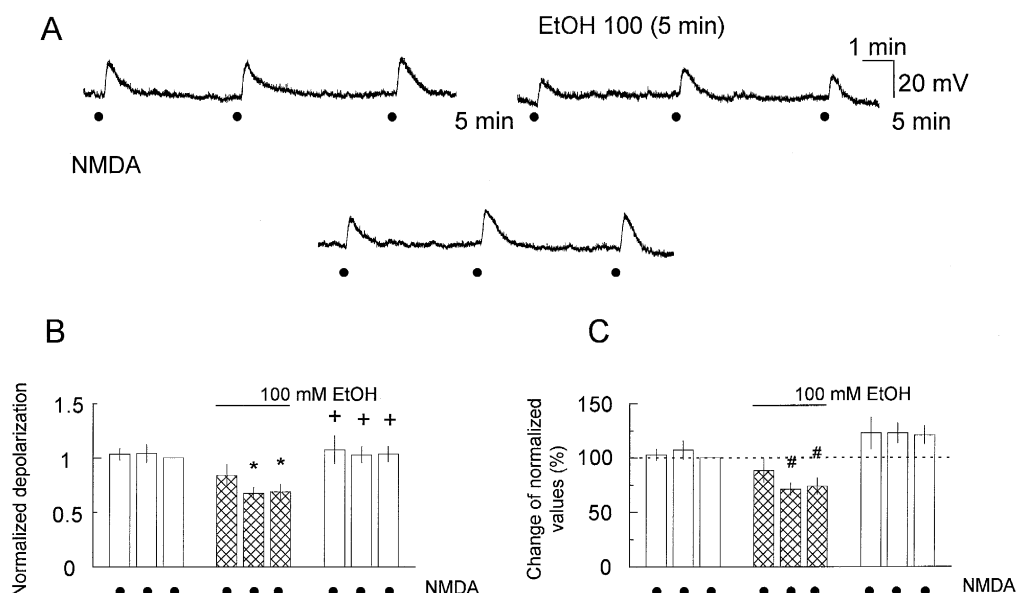 A
EtOH 100 (5 min)
1 min
20 mV
5 min
5 min
NMDA
B
100 mM EtOH
Normalized depolarization
1.5
1
0.5
0
* *
+ + +
NMDA
C
100 mM EtOH
Change of normalized
values (%)
150
100
50
0
# #
NMDA